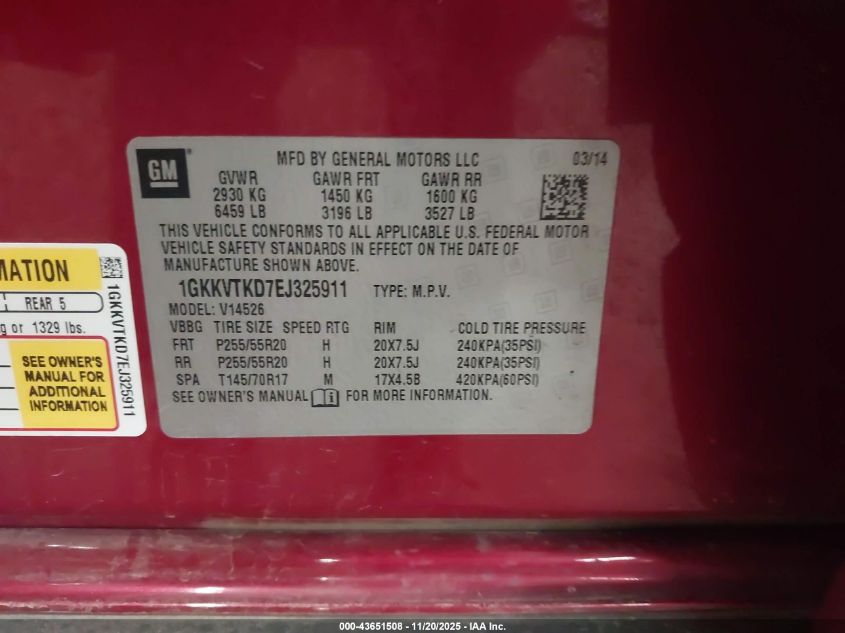 GM
MFD BY GENERAL MOTORS LLC 03/14
GVWR GAWR FRT GAWR RR
2930 KG 1450 KG 1600 KG
6459 LB 3196 LB 3527 LB
THIS VEHICLE CONFORMS TO ALL APPLICABLE U.S. FEDERAL MOTOR
VEHICLE SAFETY STANDARDS IN EFFECT ON THE DATE OF
MANUFACTURE SHOWN ABOVE.
1GKKVTKD7EJ325911 TYPE: M.P.V.
MODEL: V14526
VBBG TIRE SIZE SPEED RTG RIM COLD TIRE PRESSURE
FRT P255/55R20 H 20X7.5J 240KPA(35PSI)
RR P255/55R20 H 20X7.5J 240KPA(35PSI)
SPA T145/70R17 M 17X4.5B 420KPA(60PSI)
SEE OWNER'S MANUAL i FOR MORE INFORMATION.
MATION
REAR 5
g or 1329 lbs.
SEE OWNER'S
MANUAL FOR
ADDITIONAL
INFORMATION
1GKKVTKD7EJ325911
000-43651508 - 11/20/2025 - IAA Inc.